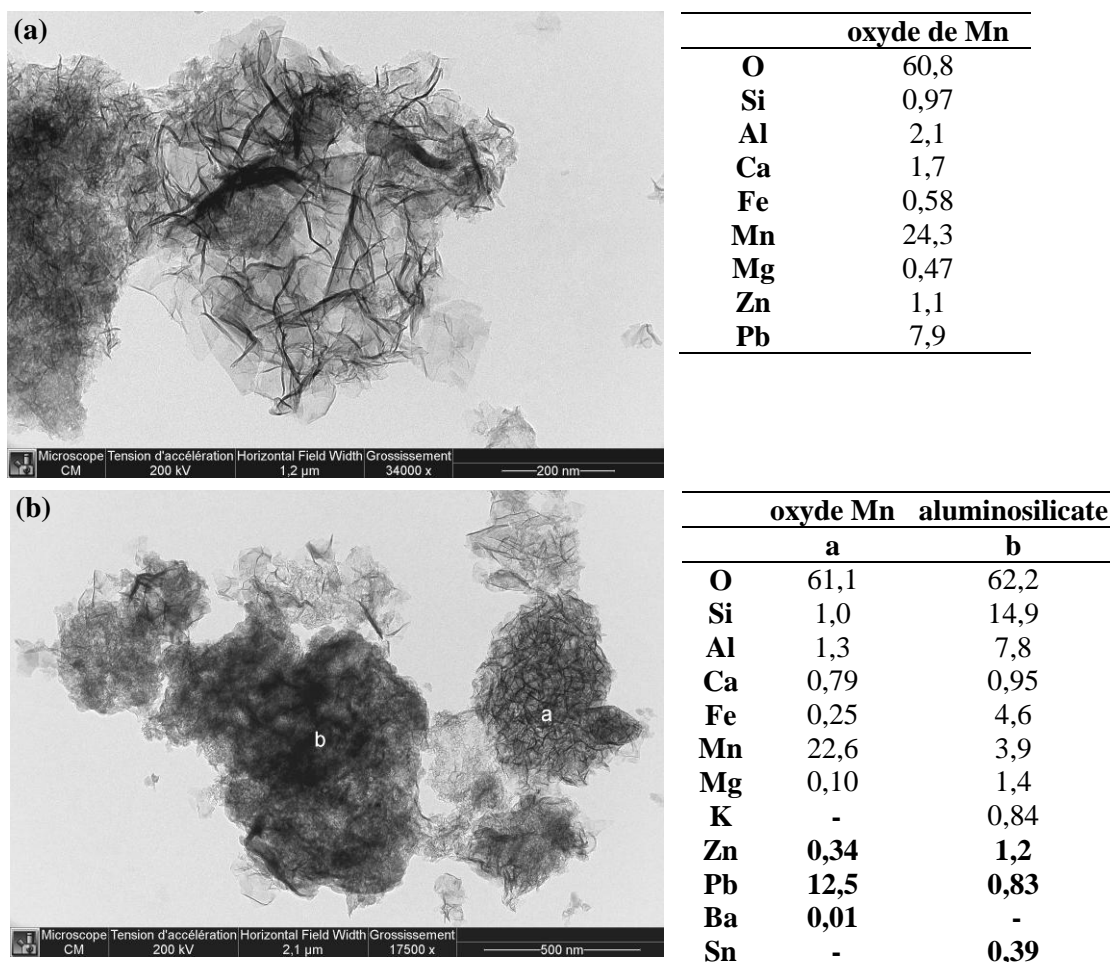 (a)
Microscope Tension d'accélération Horizontal Field Width Grossissement
CM 200 kV 1,2 µm 34000 x 200 nm
oxyde de Mn
O 60,8
Si 0,97
Al 2,1
Ca 1,7
Fe 0,58
Mn 24,3
Mg 0,47
Zn 1,1
Pb 7,9
(b)
b
a
Microscope Tension d'accélération Horizontal Field Width Grossissement
CM 200 kV 2,1 µm 17500 x 500 nm
oxyde Mn aluminosilicate
a b
O 61,1 62,2
Si 1,0 14,9
Al 1,3 7,8
Ca 0,79 0,95
Fe 0,25 4,6
Mn 22,6 3,9
Mg 0,10 1,4
K - 0,84
Zn 0,34 1,2
Pb 12,5 0,83
Ba 0,01 -
Sn - 0,39